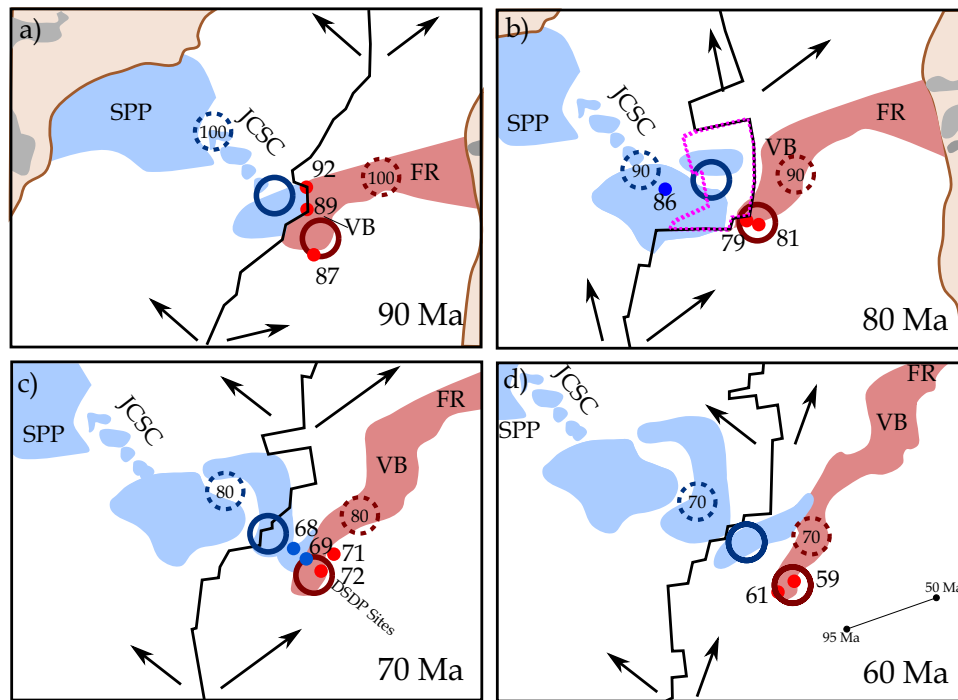 a)
SPP
JCSC
100
92
100
FR
89
VB
87
90 Ma
b)
SPP
JCSC
FR
VB
90
90
86
79
81
80 Ma
c)
JCSC
FR
SPP
VB
80
80
68
69
71
72
DSDP Sites
70 Ma
d)
JCSC
FR
SPP
VB
70
70
59
61
50 Ma
95 Ma
60 Ma